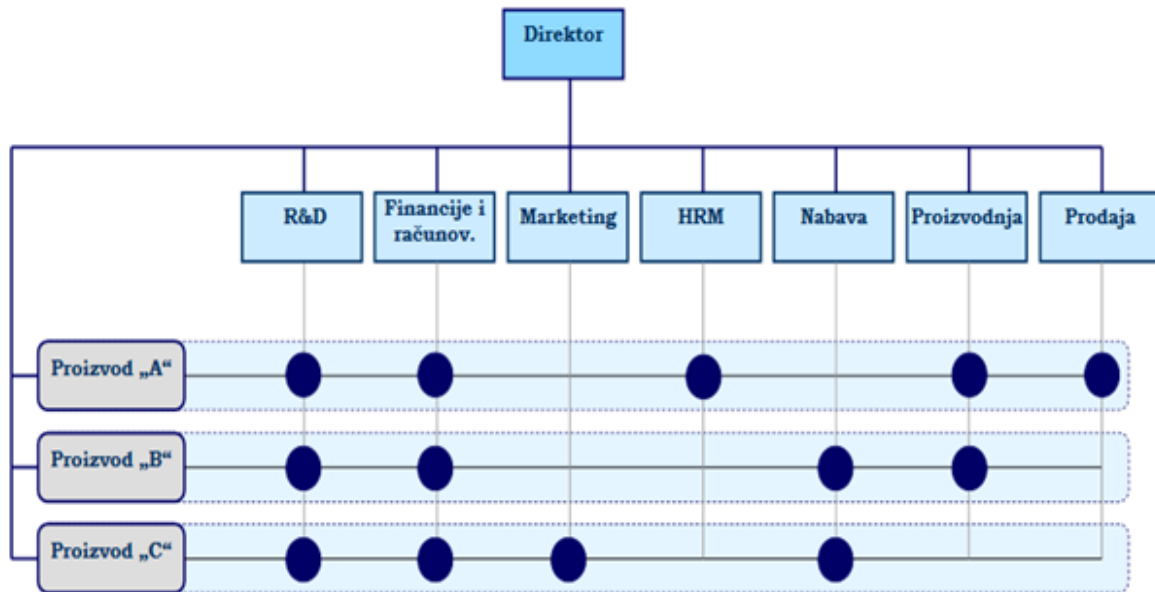 Direktor
R&D
Financije i
računov.
Marketing
HRM
Nabava
Proizvodnja
Prodaja
Proizvod „A“
Proizvod „B“
Proizvod „C“